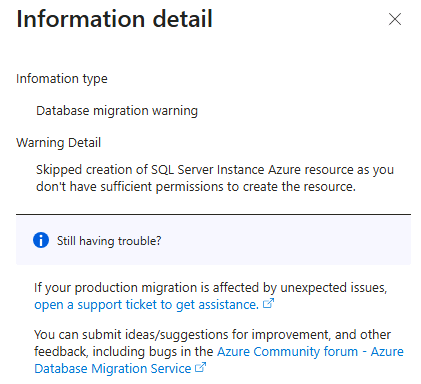 Information detail
Infomation type
Database migration warning
Warning Detail
Skipped creation of SQL Server Instance Azure resource as you
don't have sufficient permissions to create the resource.
Still having trouble?
If your production migration is affected by unexpected issues,
open a support ticket to get assistance.
You can submit ideas/suggestions for improvement, and other
feedback, including bugs in the Azure Community forum - Azure
Database Migration Service